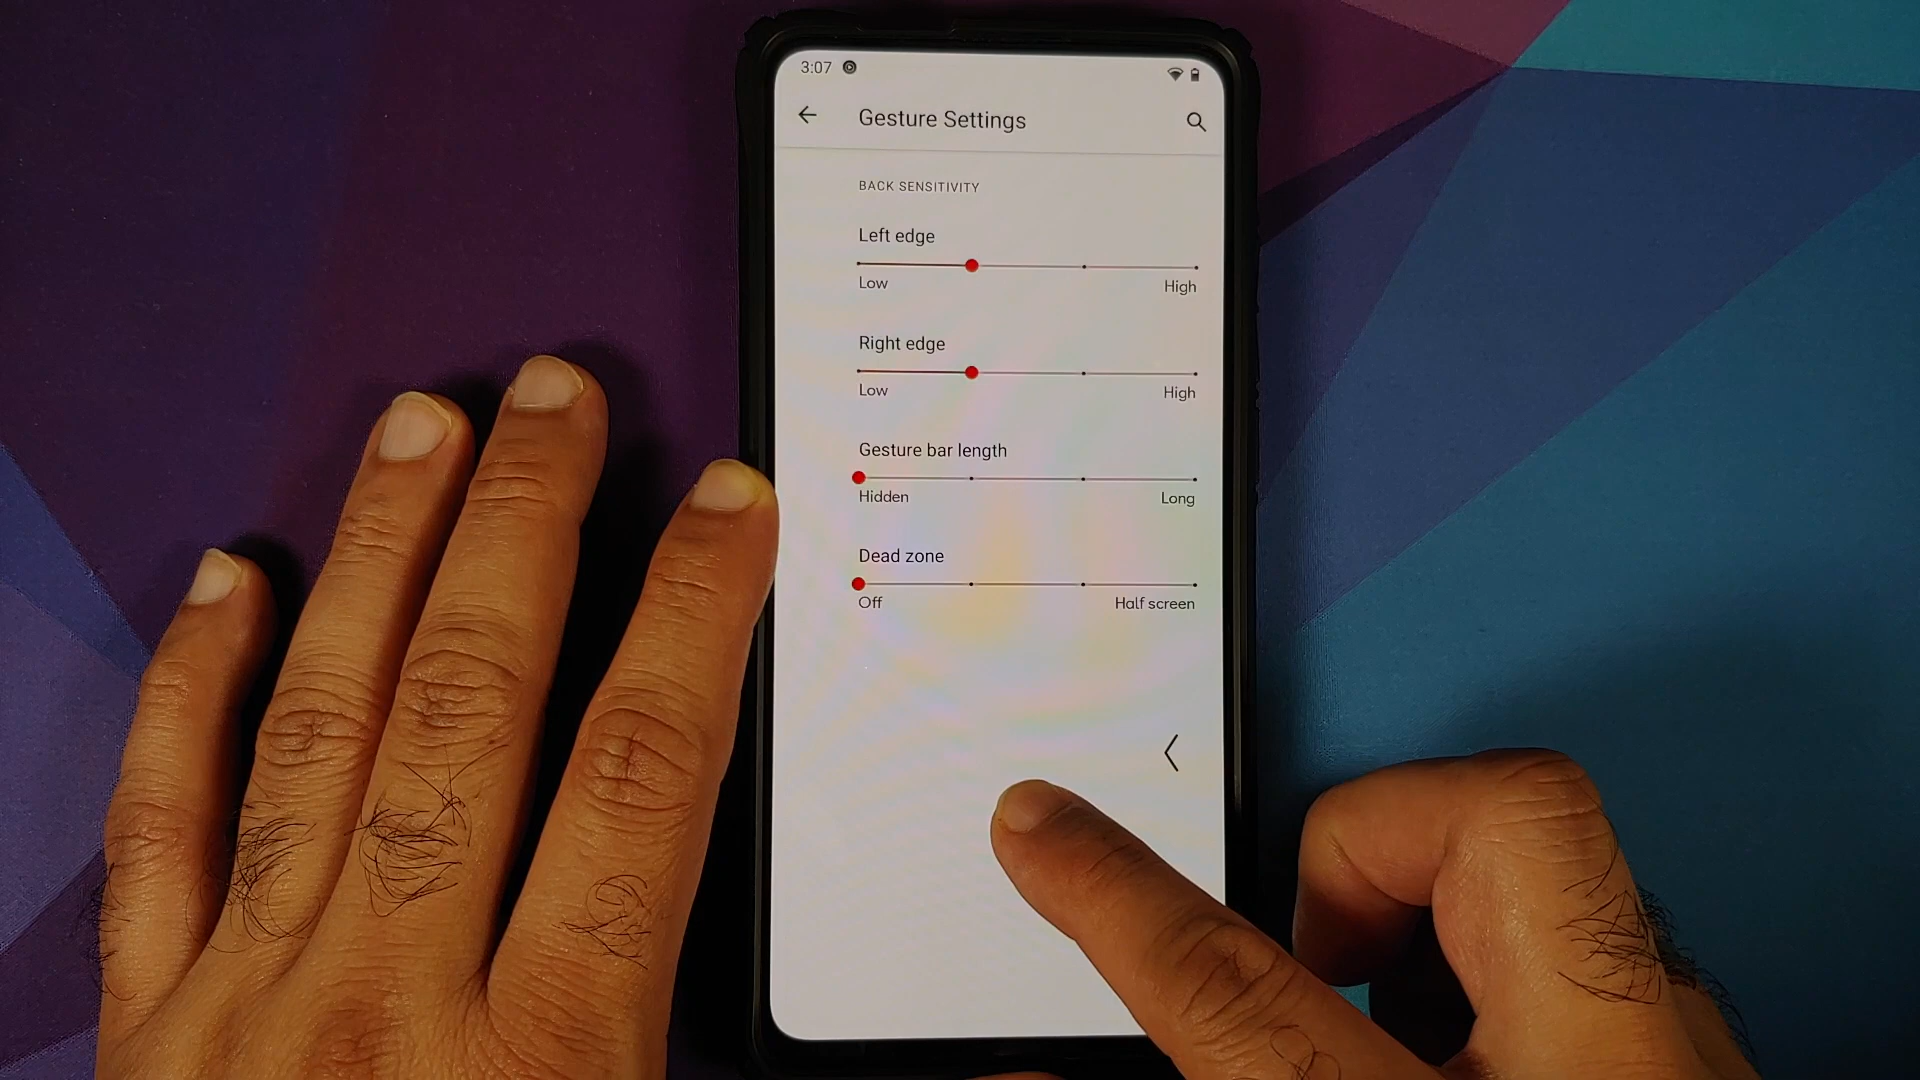 3:07
Gesture Settings
BACK SENSITIVITY
Left edge
Low High
Right edge
Low High
Gesture bar length
Hidden Long
Dead zone
Off Half screen